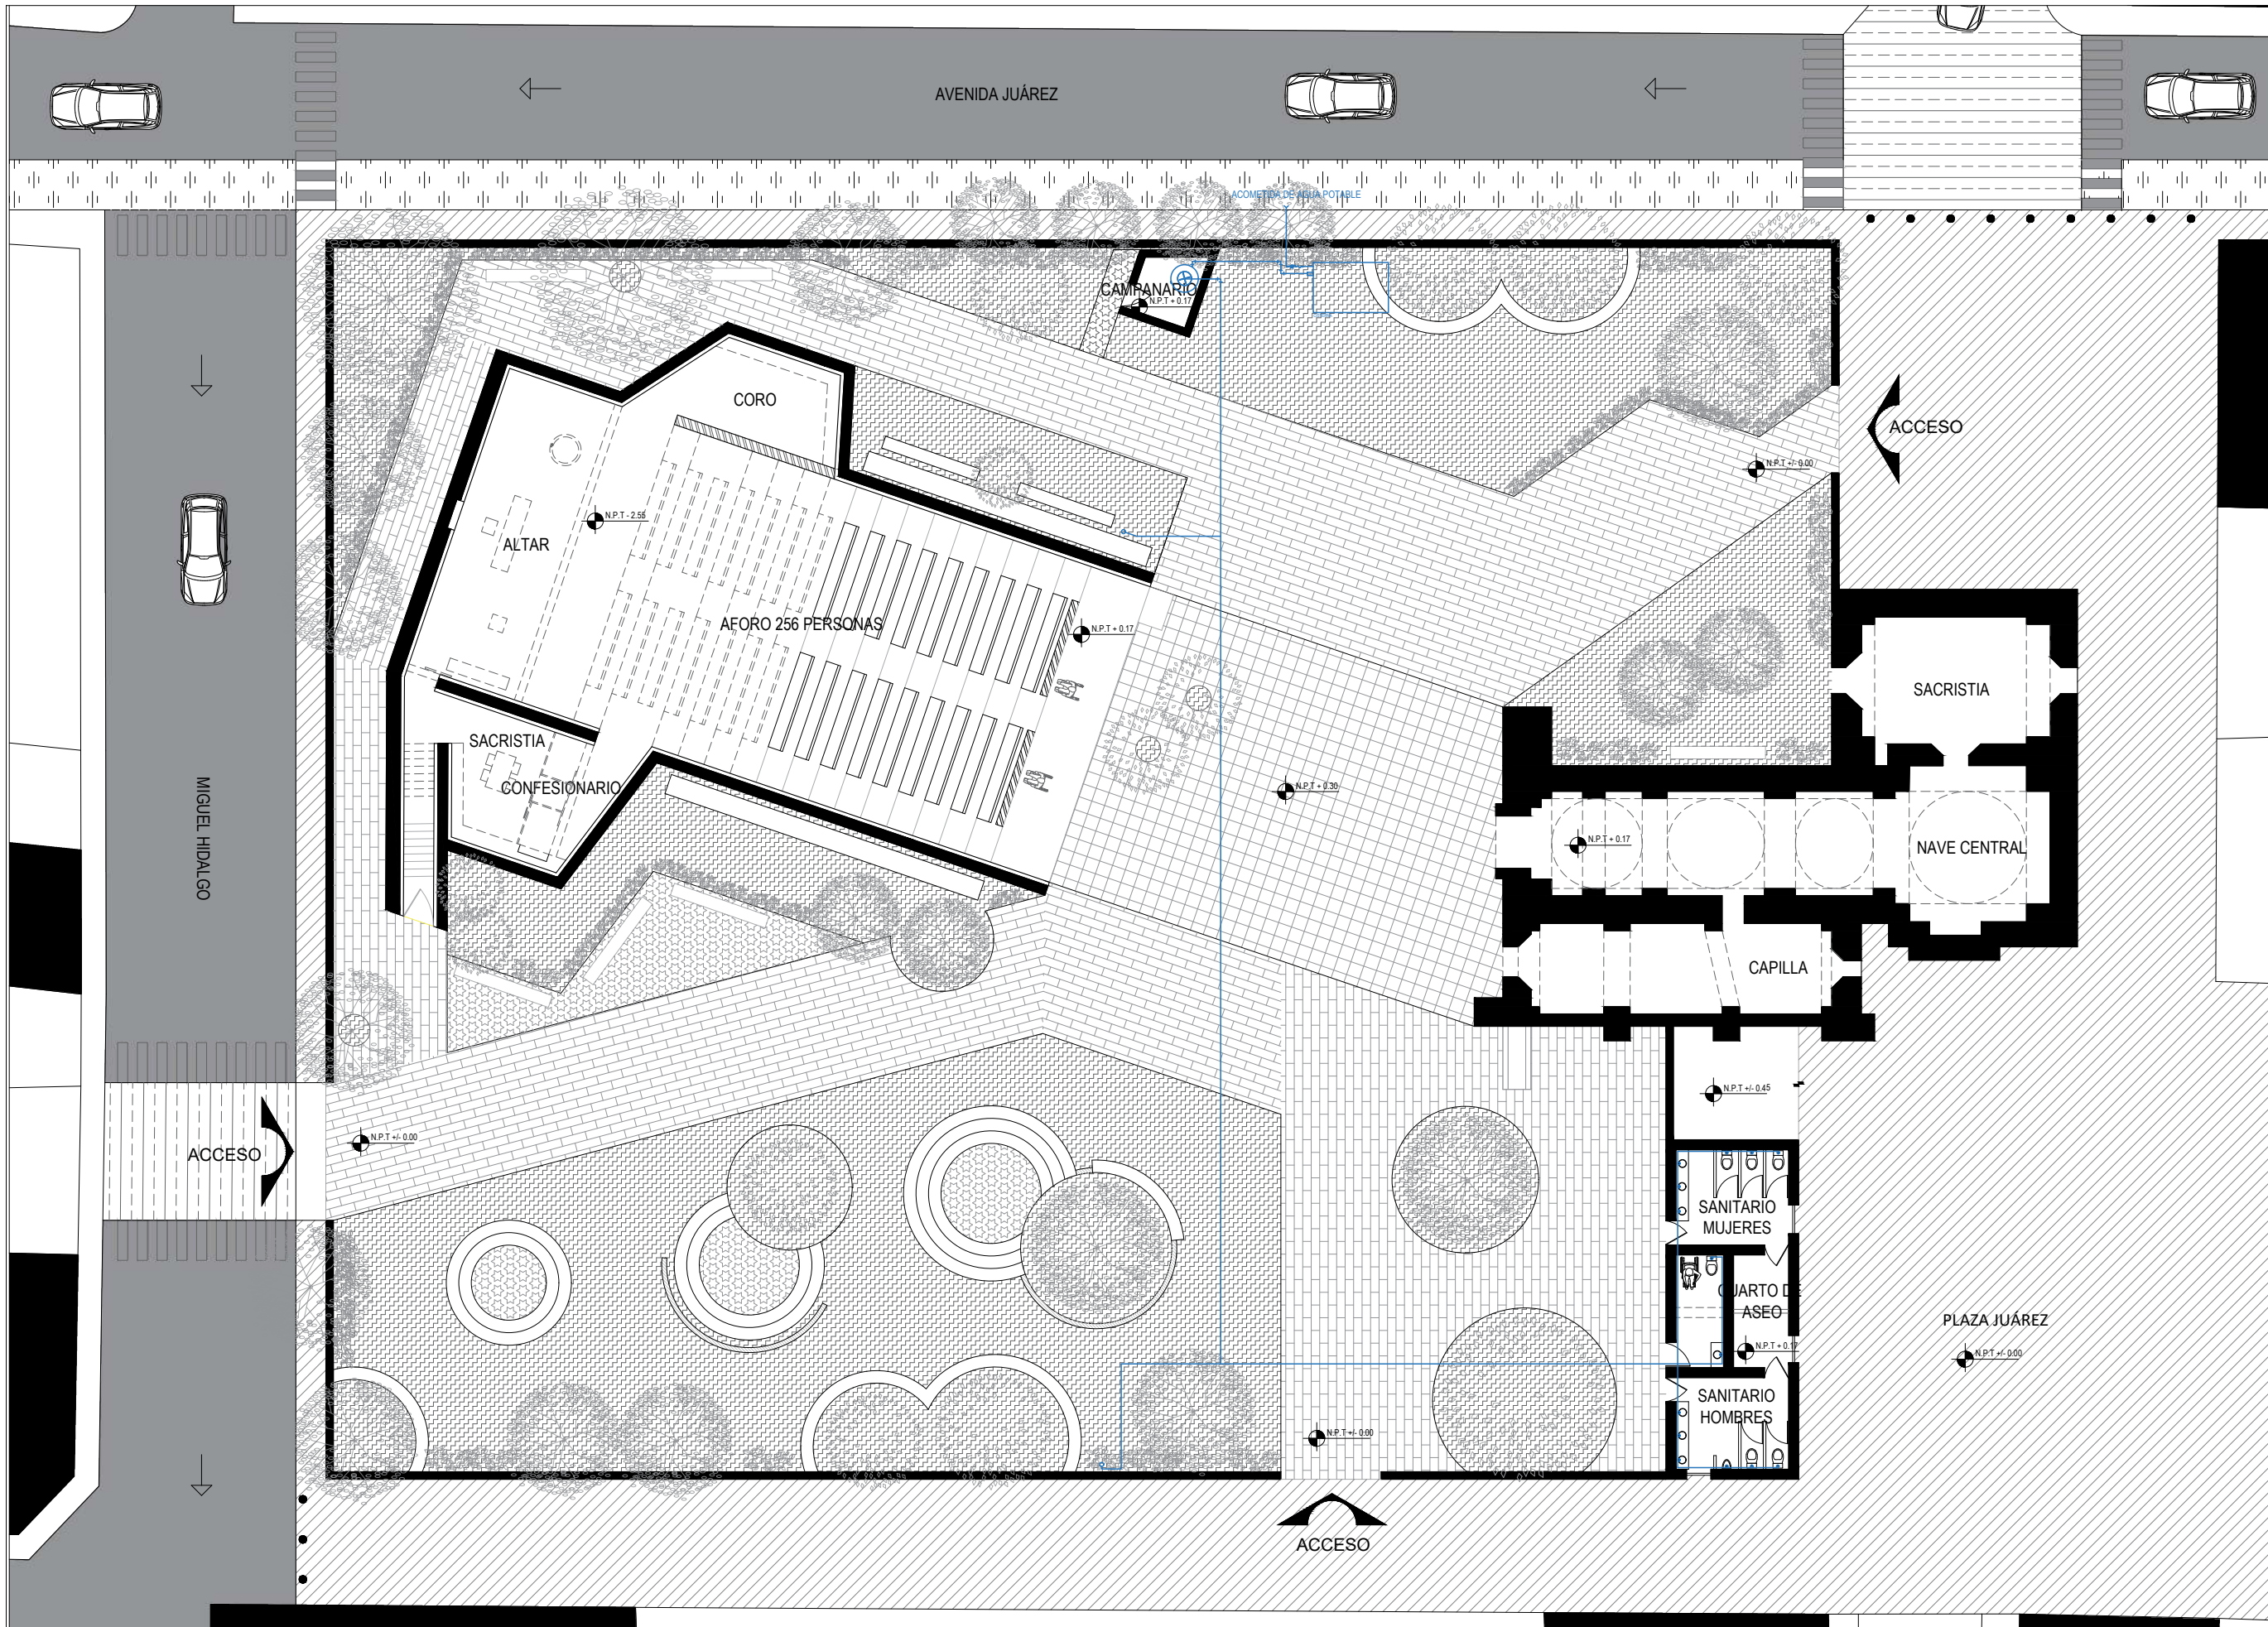 AVENIDA JUÁREZ
ACOMETIDA DE AGUA POTABLE
CAMPANARIO
N.P.T + 0.17
CORO
ACCESO
N.P.T +/- 0.00
N.P.T - 2.55
ALTAR
AFORO 256 PERSONAS
N.P.T + 0.17
SACRISTIA
SACRISTIA
CONFESIONARIO
N.P.T + 0.30
MIGUEL HIDALGO
N.P.T + 0.17
NAVE CENTRAL
CAPILLA
N.P.T +/- 0.45
ACCESO
N.P.T +/- 0.00
SANITARIO
MUJERES
CUARTO DE
ASEO
N.P.T + 0.17
PLAZA JUÁREZ
N.P.T +/- 0.00
SANITARIO
HOMBRES
N.P.T +/- 0.00
ACCESO